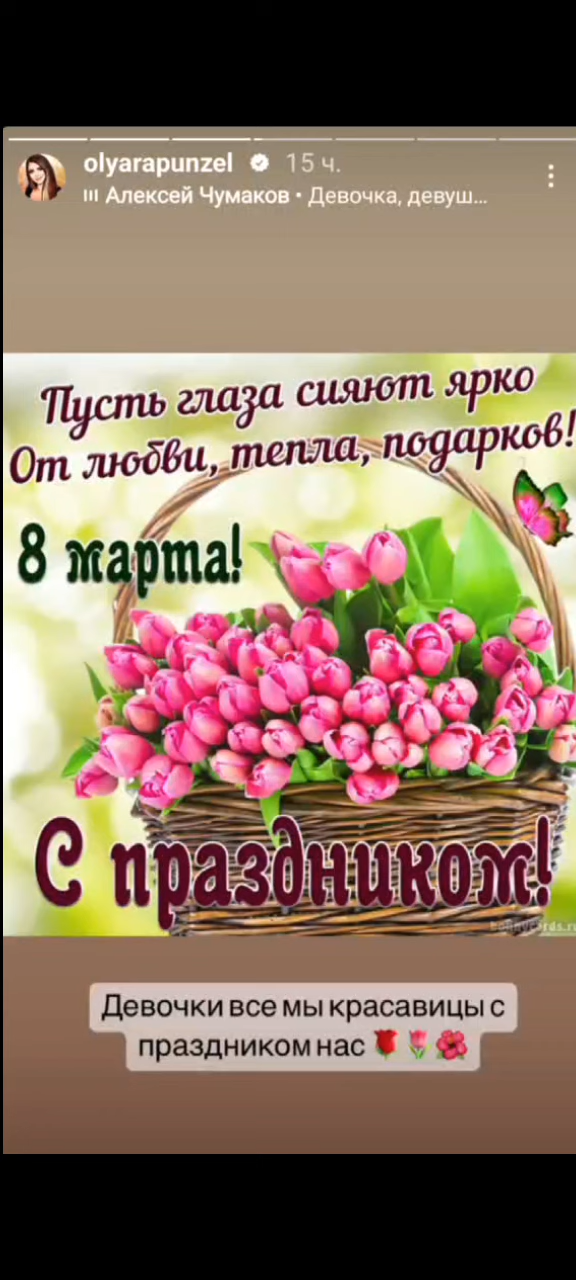 olyarapunzel 15 ч.
Алексей Чумаков • Девочка, девуш...
Пусть глаза сияют ярко
От любви, тепла, подарков!
8 марта!
С праздником!
Девочки все мы красавицы с
праздником нас 🌹🌷🌺